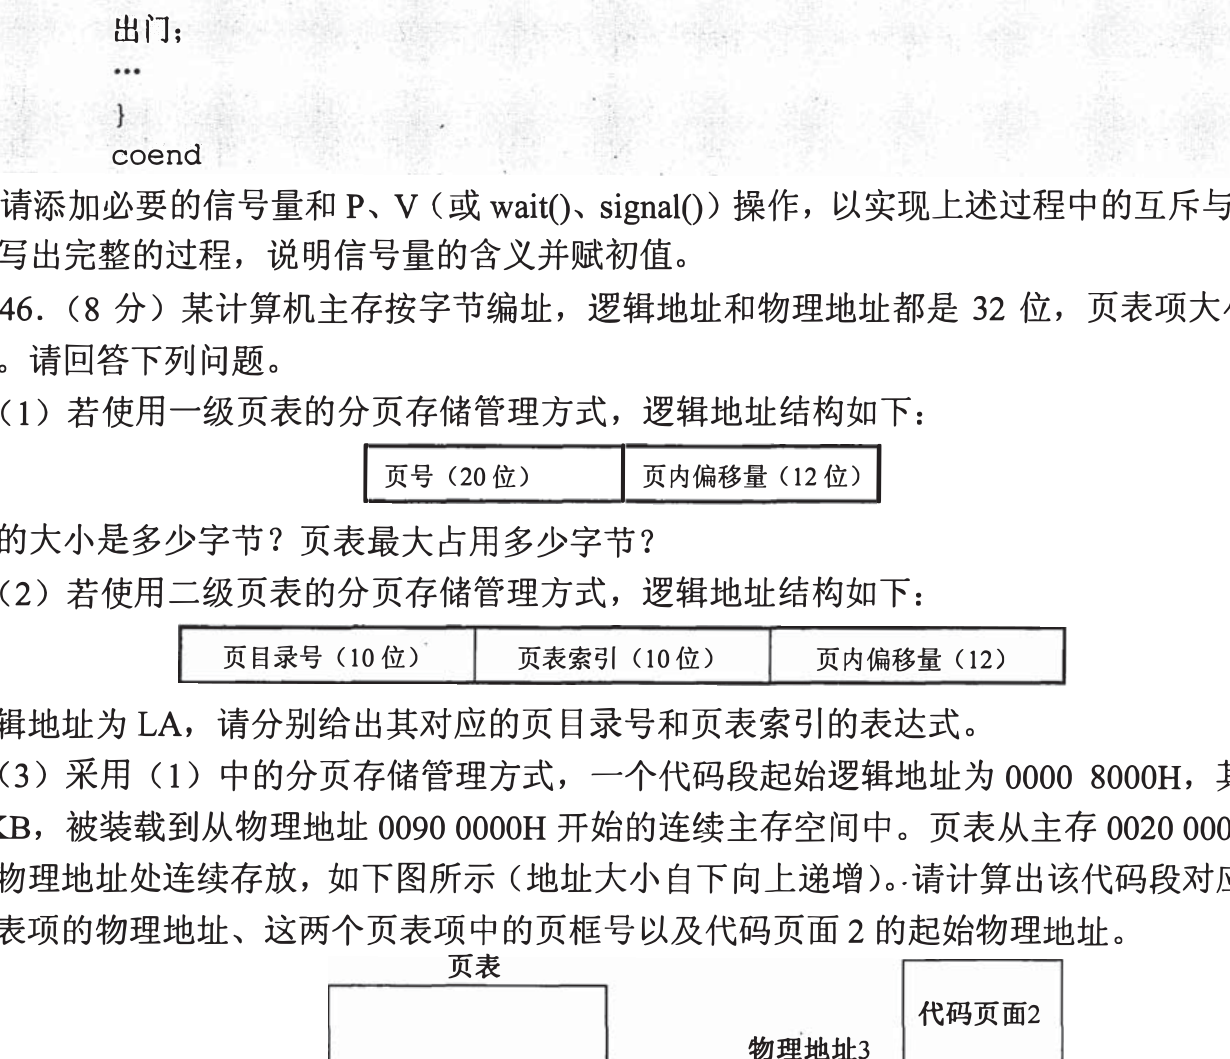 出门;
…
}
coend
请添加必要的信号量和 P、V（或 wait()、signal()）操作，以实现上述过程中的互斥与
写出完整的过程，说明信号量的含义并赋初值。
46.（8 分）某计算机主存按字节编址，逻辑地址和物理地址都是 32 位，页表项大小
。请回答下列问题。
（1）若使用一级页表的分页存储管理方式，逻辑地址结构如下：
页号（20 位） 页内偏移量（12 位）
的大小是多少字节？页表最大占用多少字节？
（2）若使用二级页表的分页存储管理方式，逻辑地址结构如下：
页目录号（10 位） 页表索引（10 位） 页内偏移量（12）
辑地址为 LA，请分别给出其对应的页目录号和页表索引的表达式。
（3）采用（1）中的分页存储管理方式，一个代码段起始逻辑地址为 0000 8000H，其
KB，被装载到从物理地址 0090 0000H 开始的连续主存空间中。页表从主存 0020 000
物理地址处连续存放，如下图所示（地址大小自下向上递增）。请计算出该代码段对应
表项的物理地址、这两个页表项中的页框号以及代码页面 2 的起始物理地址。
页表
代码页面2
物理地址3